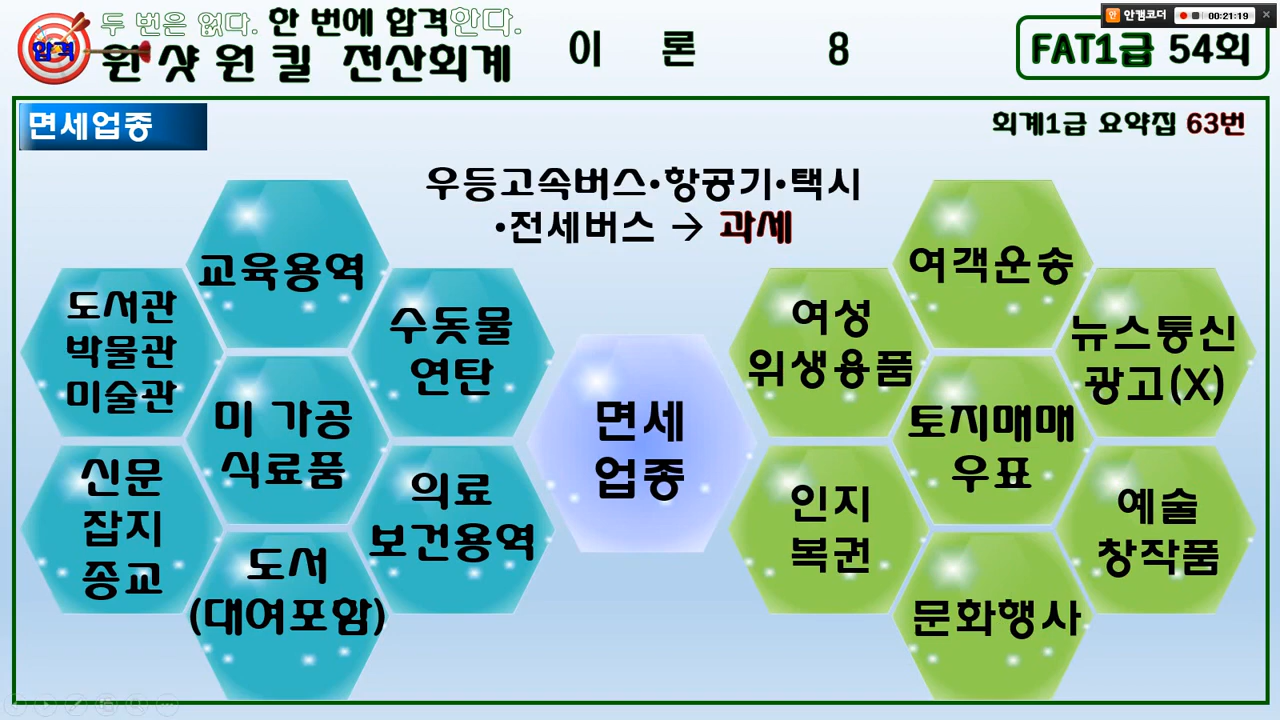 두 번은 없다. 한 번에 합격한다.
합격
원 샷 원 킬 전산회계
이 론 8
안캠코더
00:21:19
FAT1급 54회
면세업종
회계1급 요약집 63번
우등고속버스•항공기•택시
•전세버스 → 과세
교육용역
도서관
박물관
미술관
수돗물
연탄
미 가공
식료품
신문
잡지
종교
의료
보건용역
도서
(대여포함)
면세
업종
여객운송
여성
위생용품
뉴스통신
광고(X)
토지매매
우표
인지
복권
예술
창작품
문화행사